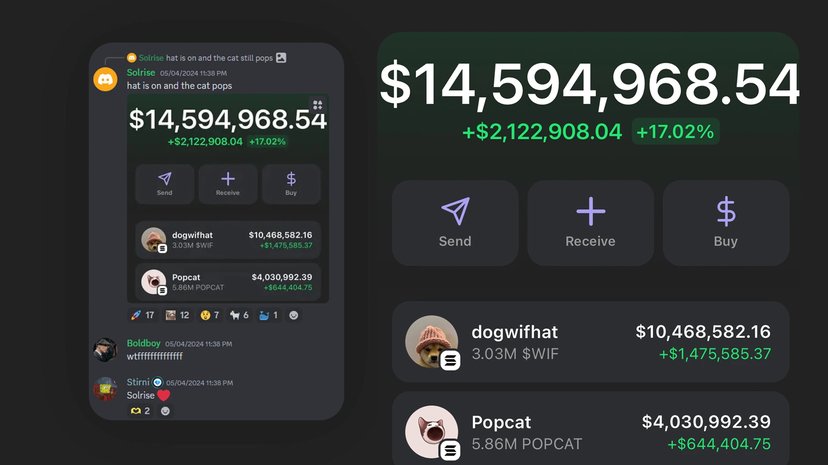 Solrise hat is on and the cat still pops
Solrise 05/04/2024 11:38 PM
hat is on and the cat pops
$14,594,968.54
+$2,122,908.04 +17.02%
Send Receive Buy
dogwifhat $10,468,582.16
3.03M $WIF +$1,475,585.37
Popcat $4,030,992.39
5.86M POPCAT +$644,404.75
17 12 7 6 1
Boldboy 05/04/2024 11:38 PM
wtffffffffffffff
Stirni 05/04/2024 11:38 PM
Solrise
2
$14,594,968.54
+$2,122,908.04 +17.02%
Send Receive Buy
dogwifhat $10,468,582.16
3.03M $WIF +$1,475,585.37
Popcat $4,030,992.39
5.86M POPCAT +$644,404.75